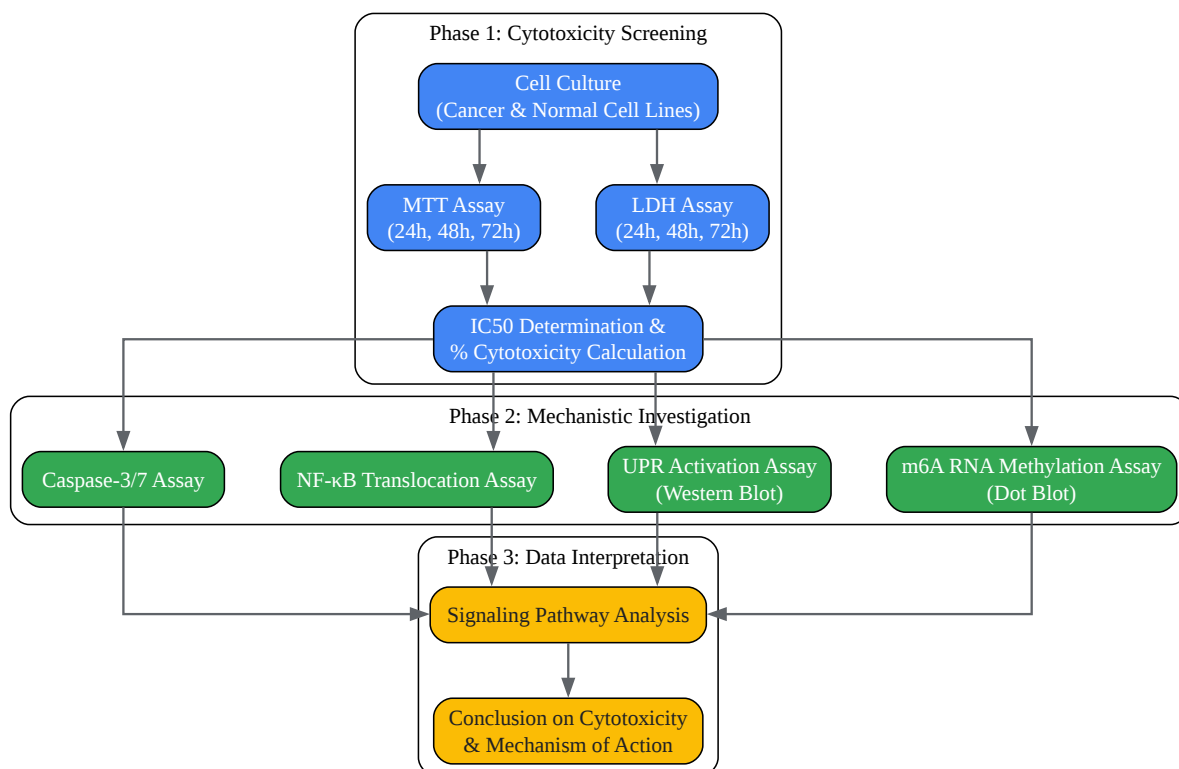 Phase 1: Cytotoxicity Screening
Cell Culture
(Cancer & Normal Cell Lines)
MTT Assay
(24h, 48h, 72h)
LDH Assay
(24h, 48h, 72h)
IC50 Determination &
% Cytotoxicity Calculation
Phase 2: Mechanistic Investigation
Caspase-3/7 Assay
NF-κB Translocation Assay
UPR Activation Assay
(Western Blot)
m6A RNA Methylation Assay
(Dot Blot)
Phase 3: Data Interpretation
Signaling Pathway Analysis
Conclusion on Cytotoxicity
& Mechanism of Action